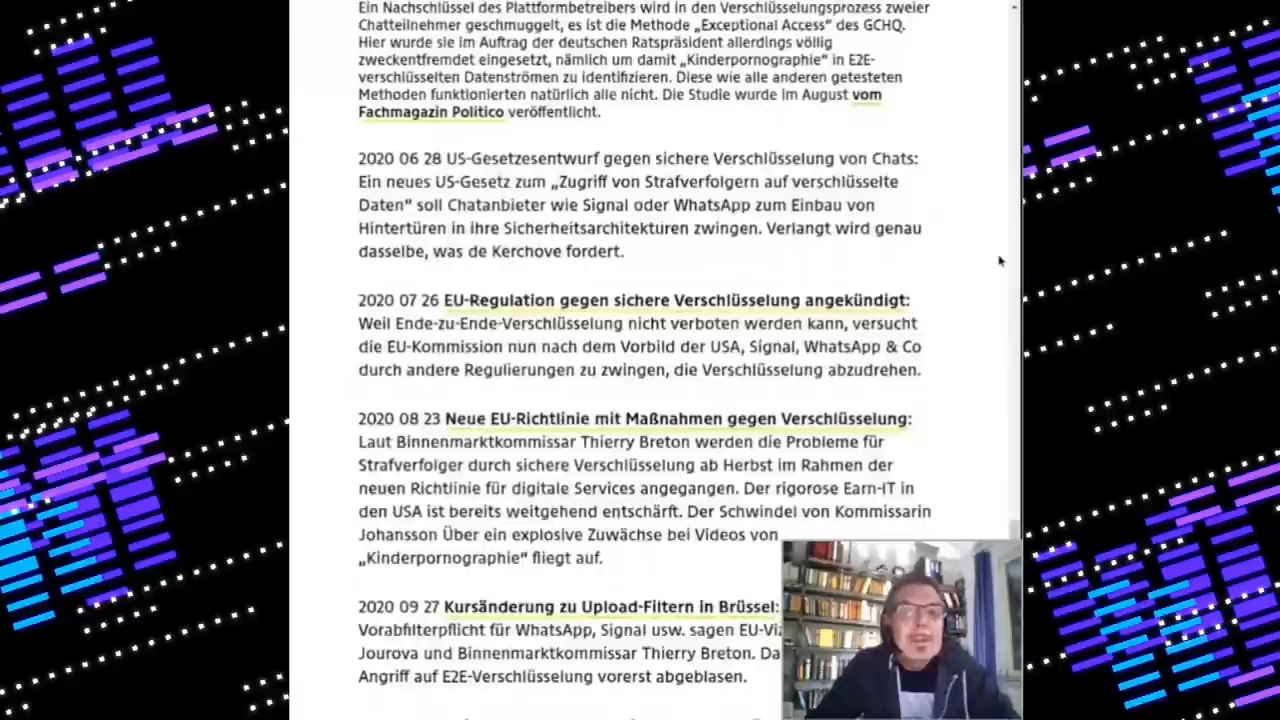 Ein Nachschlüssel des Plattformbetreibers wird in den Verschlüsselungsprozess zweier
Chatteilnehmer geschmuggelt, es ist die Methode „Exceptional Access“ des GCHQ.
Hier wurde sie im Auftrag der deutschen Ratspräsident allerdings völlig
zweckentfremdet eingesetzt, nämlich um damit „Kinderpornographie“ in E2E-
verschlüsselten Datenströmen zu identifizieren. Diese wie alle anderen getesteten
Methoden funktionierten natürlich alle nicht. Die Studie wurde im August vom
Fachmagazin Politico veröffentlicht.
2020 06 28 US-Gesetzesentwurf gegen sichere Verschlüsselung von Chats:
Ein neues US-Gesetz zum „Zugriff von Strafverfolgern auf verschlüsselte
Daten“ soll Chatanbieter wie Signal oder WhatsApp zum Einbau von
Hintertüren in ihre Sicherheitsarchitekturen zwingen. Verlangt wird genau
dasselbe, was de Kerchove fordert.
2020 07 26 EU-Regulation gegen sichere Verschlüsselung angekündigt:
Weil Ende-zu-Ende-Verschlüsselung nicht verboten werden kann, versucht
die EU-Kommission nun nach dem Vorbild der USA, Signal, WhatsApp & Co
durch andere Regulierungen zu zwingen, die Verschlüsselung abzudrehen.
2020 08 23 Neue EU-Richtlinie mit Maßnahmen gegen Verschlüsselung:
Laut Binnenmarktkommissar Thierry Breton werden die Probleme für
Strafverfolger durch sichere Verschlüsselung ab Herbst im Rahmen der
neuen Richtlinie für digitale Services angegangen. Der rigorose Earn-IT in
den USA ist bereits weitgehend entschärft. Der Schwindel von Kommissarin
Johansson Über ein explosive Zuwächse bei Videos von
„Kinderpornographie“ fliegt auf.
2020 09 27 Kursänderung zu Upload-Filtern in Brüssel:
Vorabfilterpflicht für WhatsApp, Signal usw. sagen EU-Vi
Jourova und Binnenmarktkommissar Thierry Breton. Da
Angriff auf E2E-Verschlüsselung vorerst abgeblasen.